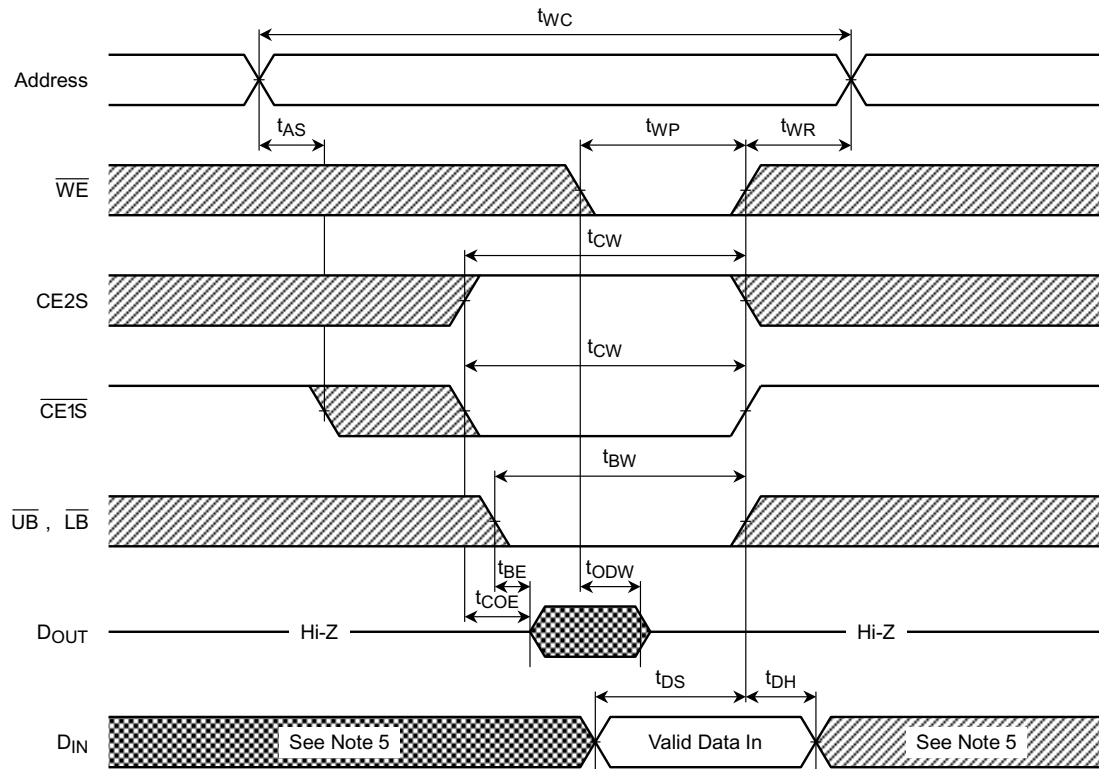 tWC
Address
tAS
tWP
tWR
WE
tCW
CE2S
tCW
CE1S
tBW
UB , LB
tBE
tODW
tCOE
DOUT
Hi-Z
Hi-Z
tDS
tDH
DIN
See Note 5
Valid Data In
See Note 5